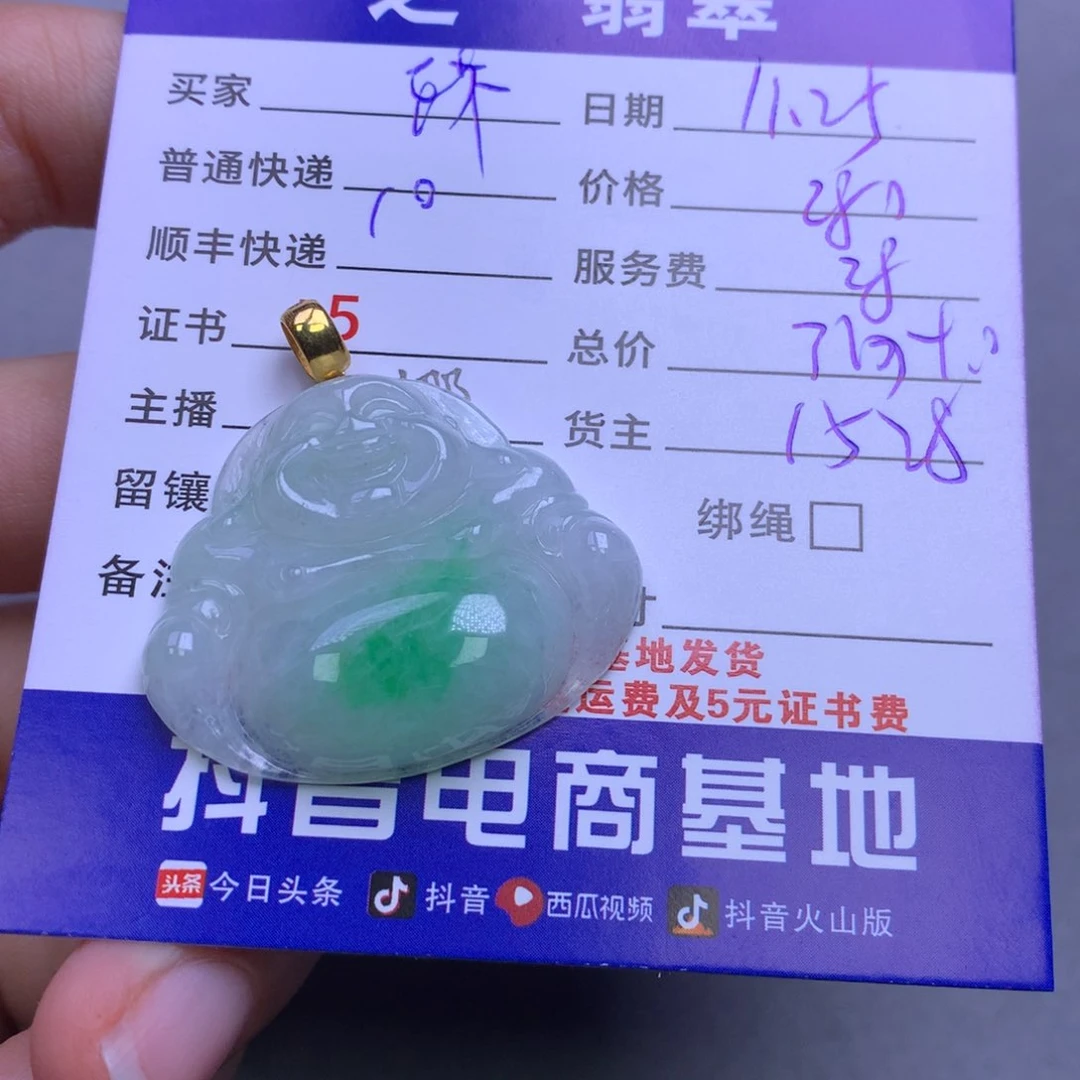 之 翡翠
买家 日期 11.25
普通快递 10 价格
顺丰快递 服务费
证书 5 总价
主播 货主 1528
留镶 绑绳
备注
基地发货
运费及5元证书费
抖音电商基地
头条 今日头条 抖音 西瓜视频 抖音火山版